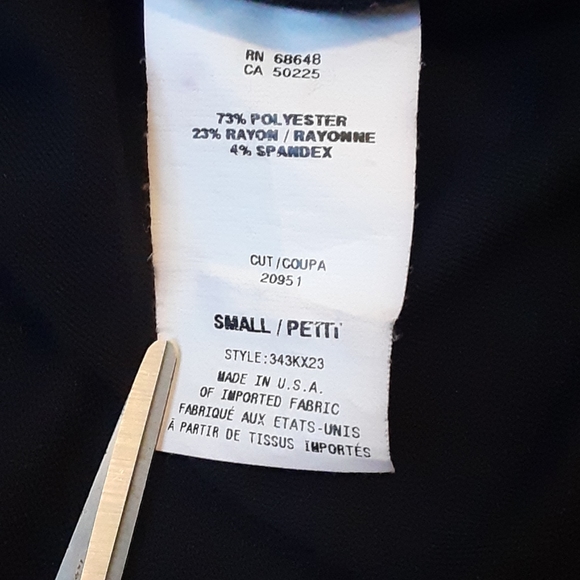 RN 68648
CA 50225
73% POLYESTER
23% RAYON / RAYONNE
4% SPANDEX
CUT/COUPA
20951
SMALL / PETIT
STYLE:343KX23
MADE IN U.S.A.
OF IMPORTED FABRIC
FABRIQUÉ AUX ETATS-UNIS
À PARTIR DE TISSUS IMPORTÉS